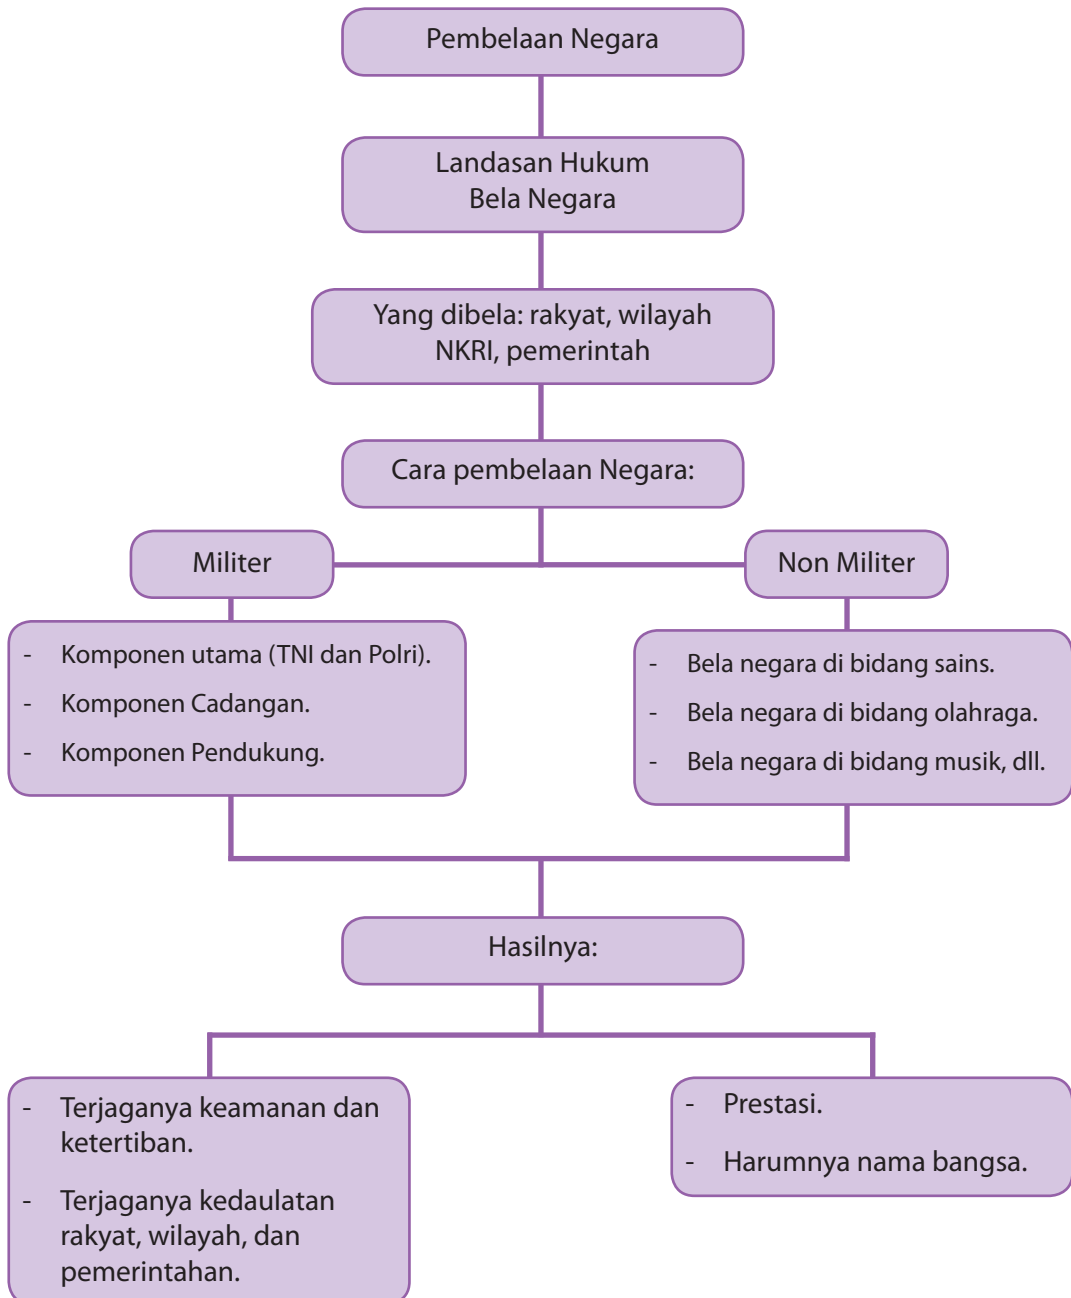 Pembelaan Negara
Landasan Hukum
Bela Negara
Yang dibela: rakyat, wilayah
NKRI, pemerintah
Cara pembelaan Negara:
Militer
Non Militer
- Komponen utama (TNI dan Polri).
- Komponen Cadangan.
- Komponen Pendukung.
- Bela negara di bidang sains.
- Bela negara di bidang olahraga.
- Bela negara di bidang musik, dll.
Hasilnya:
- Terjaganya keamanan dan
ketertiban.
- Terjaganya kedaulatan
rakyat, wilayah, dan
pemerintahan.
- Prestasi.
- Harumnya nama bangsa.